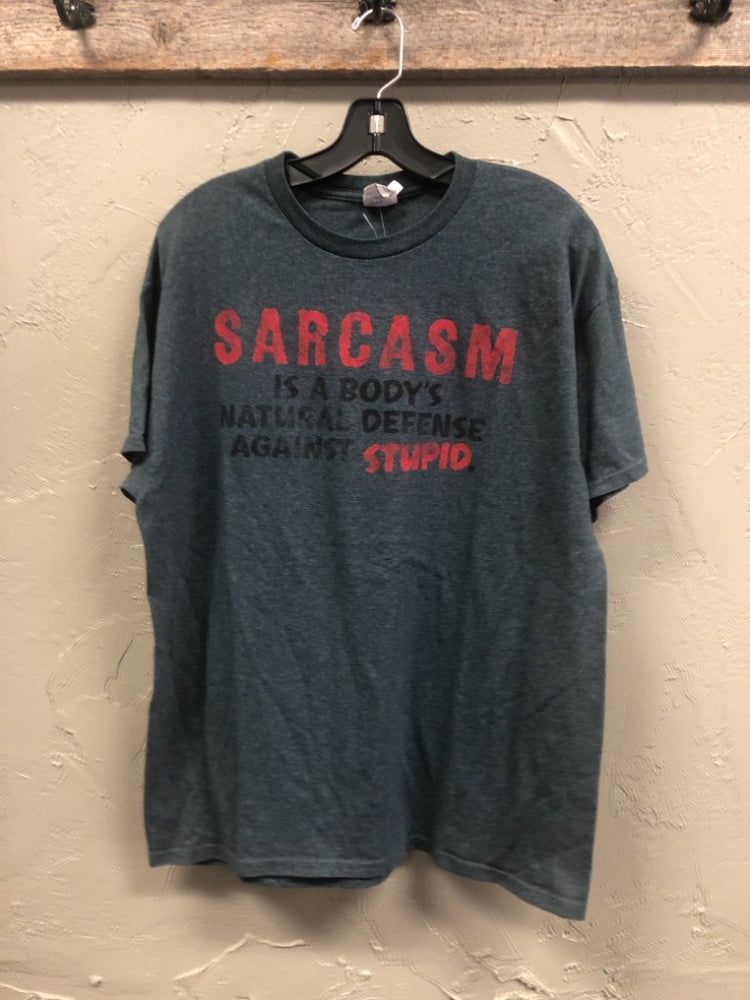 SARCASM
IS A BODY'S
NATURAL DEFENSE
AGAINST STUPID.